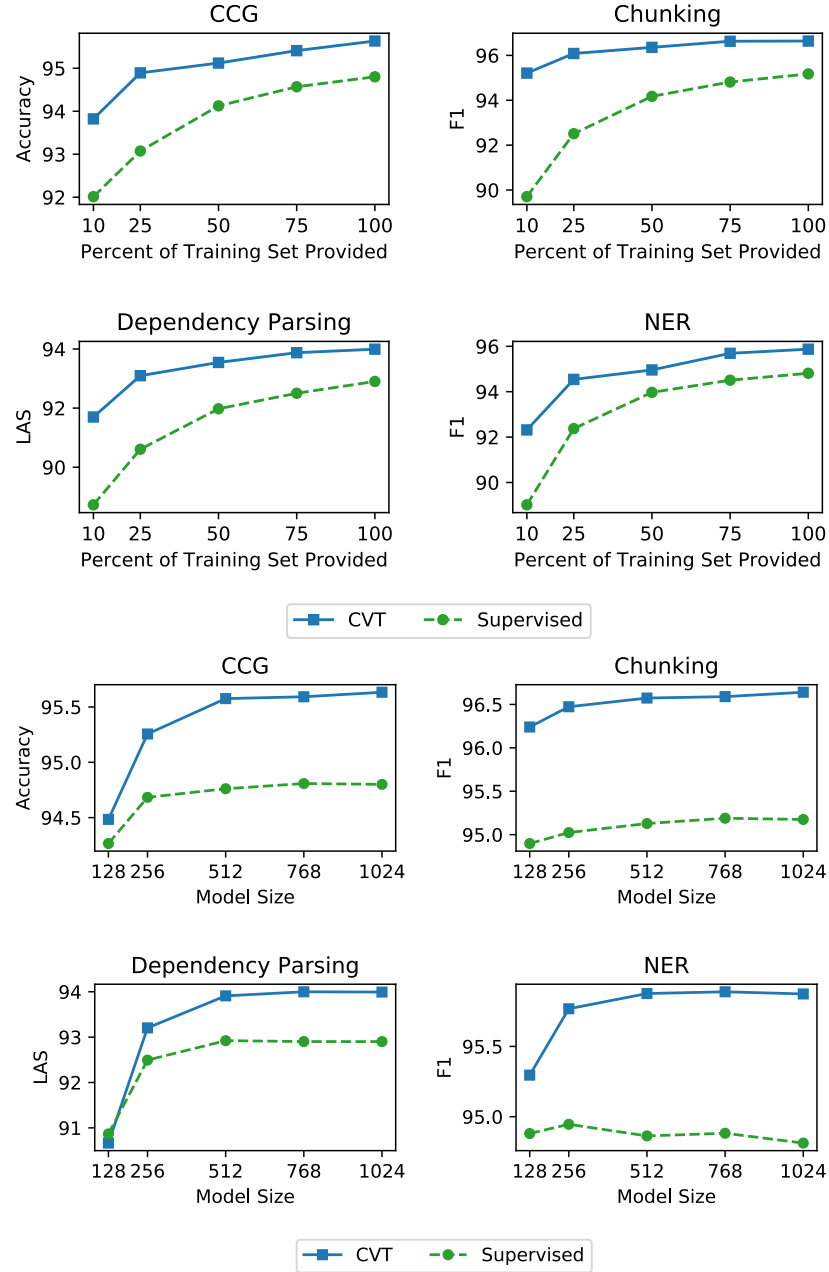 CCG
Chunking
Accuracy
95
94
93
92
F1
96
94
92
90
10 25 50 75 100
10 25 50 75 100
Percent of Training Set Provided
Percent of Training Set Provided
Dependency Parsing
NER
LAS
94
92
90
F1
96
94
92
90
10 25 50 75 100
10 25 50 75 100
Percent of Training Set Provided
Percent of Training Set Provided
CVT Supervised
CCG
Chunking
Accuracy
95.5
95.0
94.5
F1
96.5
96.0
95.5
95.0
128 256 512 768 1024
128 256 512 768 1024
Model Size
Model Size
Dependency Parsing
NER
LAS
94
93
92
91
F1
95.5
95.0
128 256 512 768 1024
128 256 512 768 1024
Model Size
Model Size
CVT Supervised